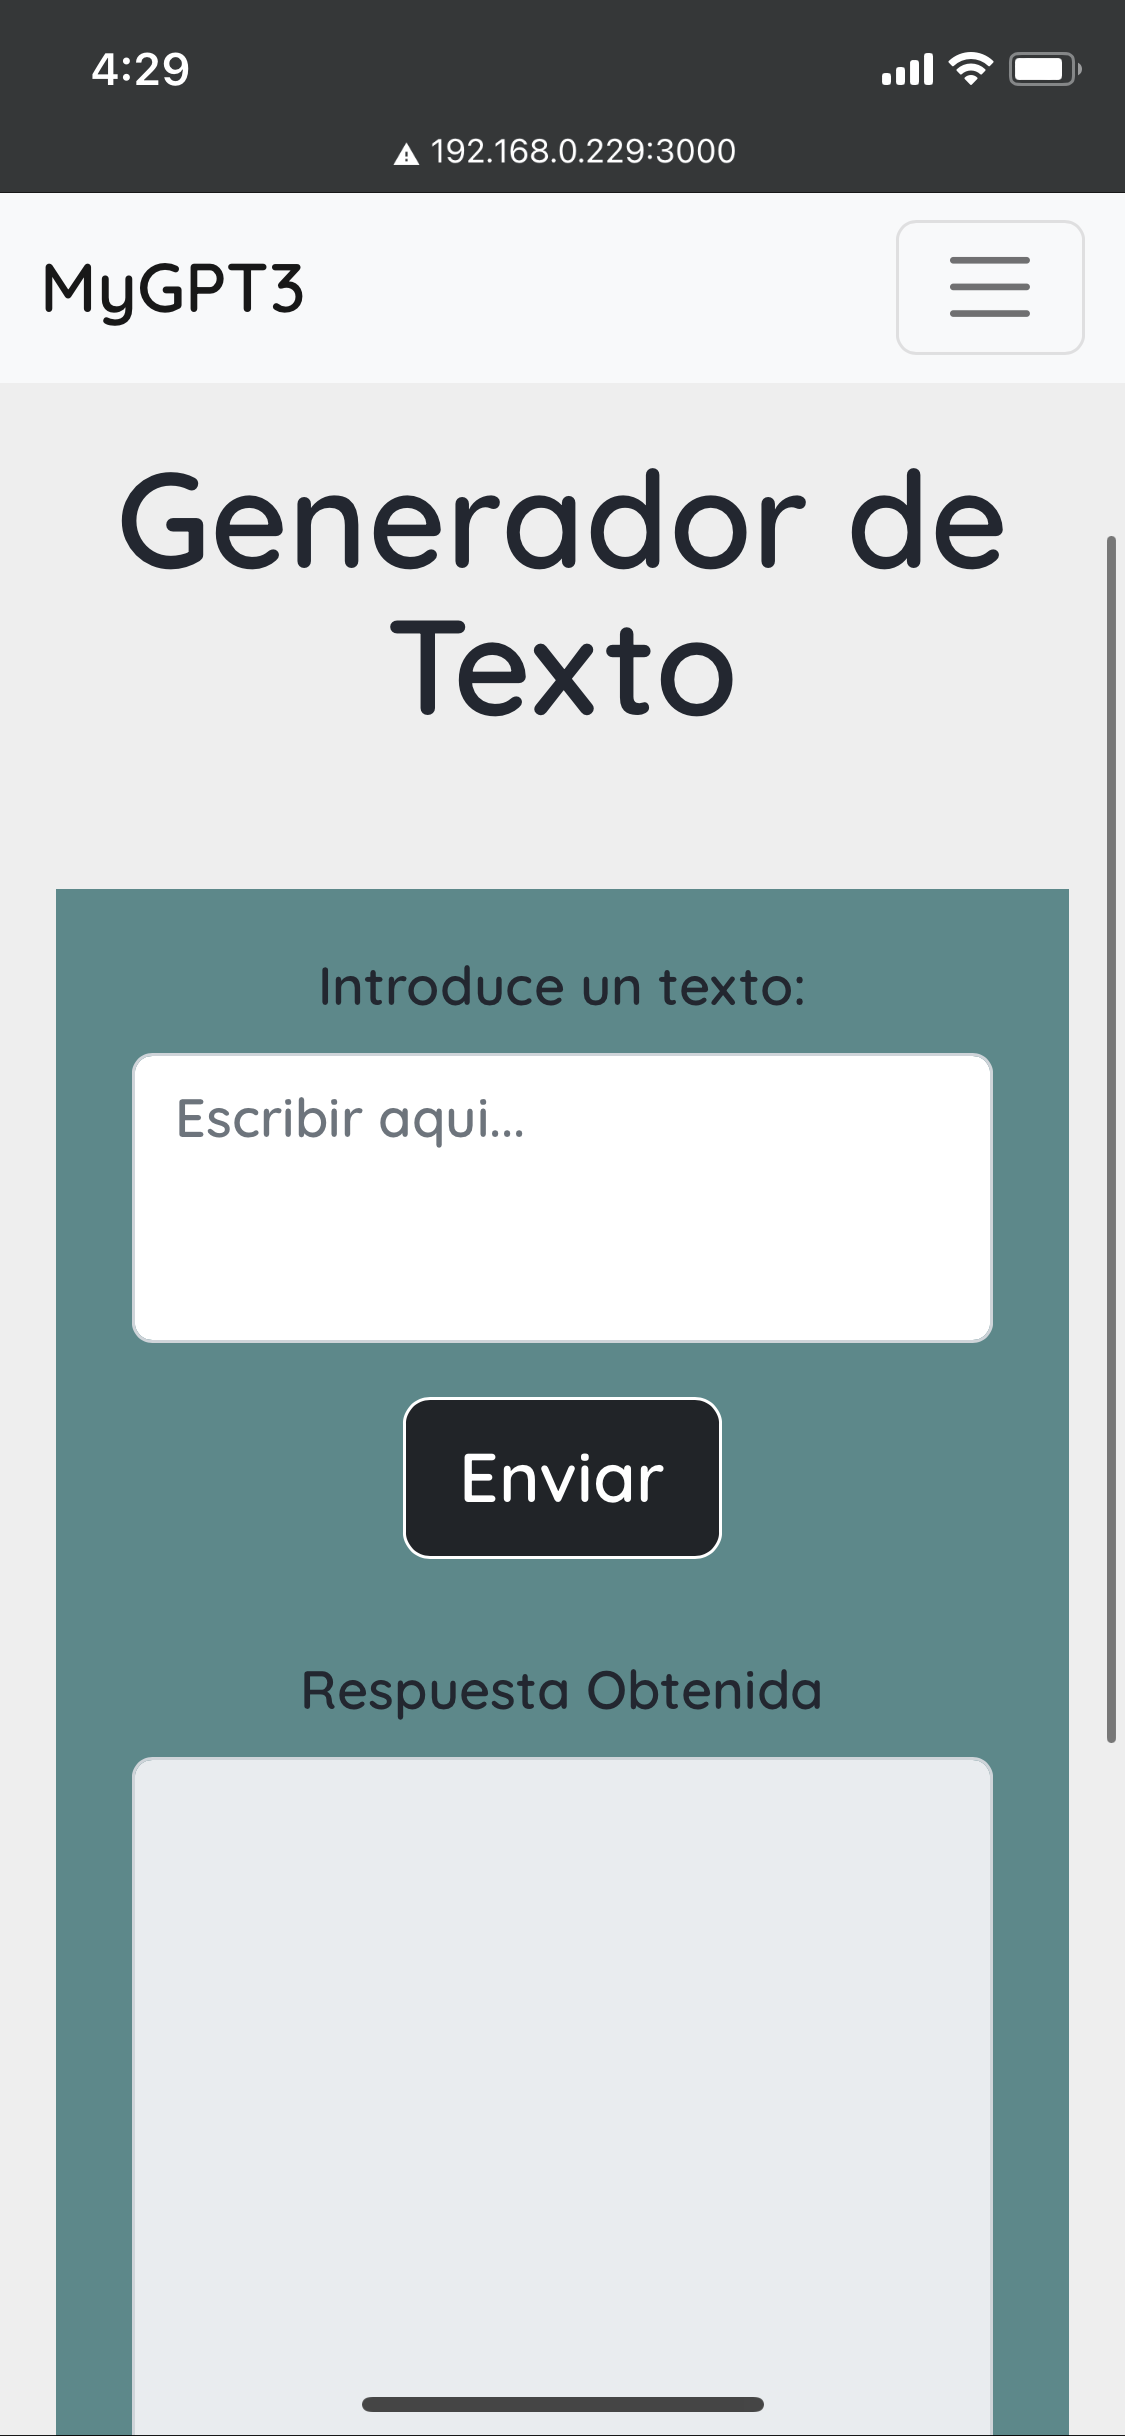 4:29
192.168.0.229:3000
MyGPT3
Generador de
Texto
Introduce un texto:
Escribir aqui...
Enviar
Respuesta Obtenida